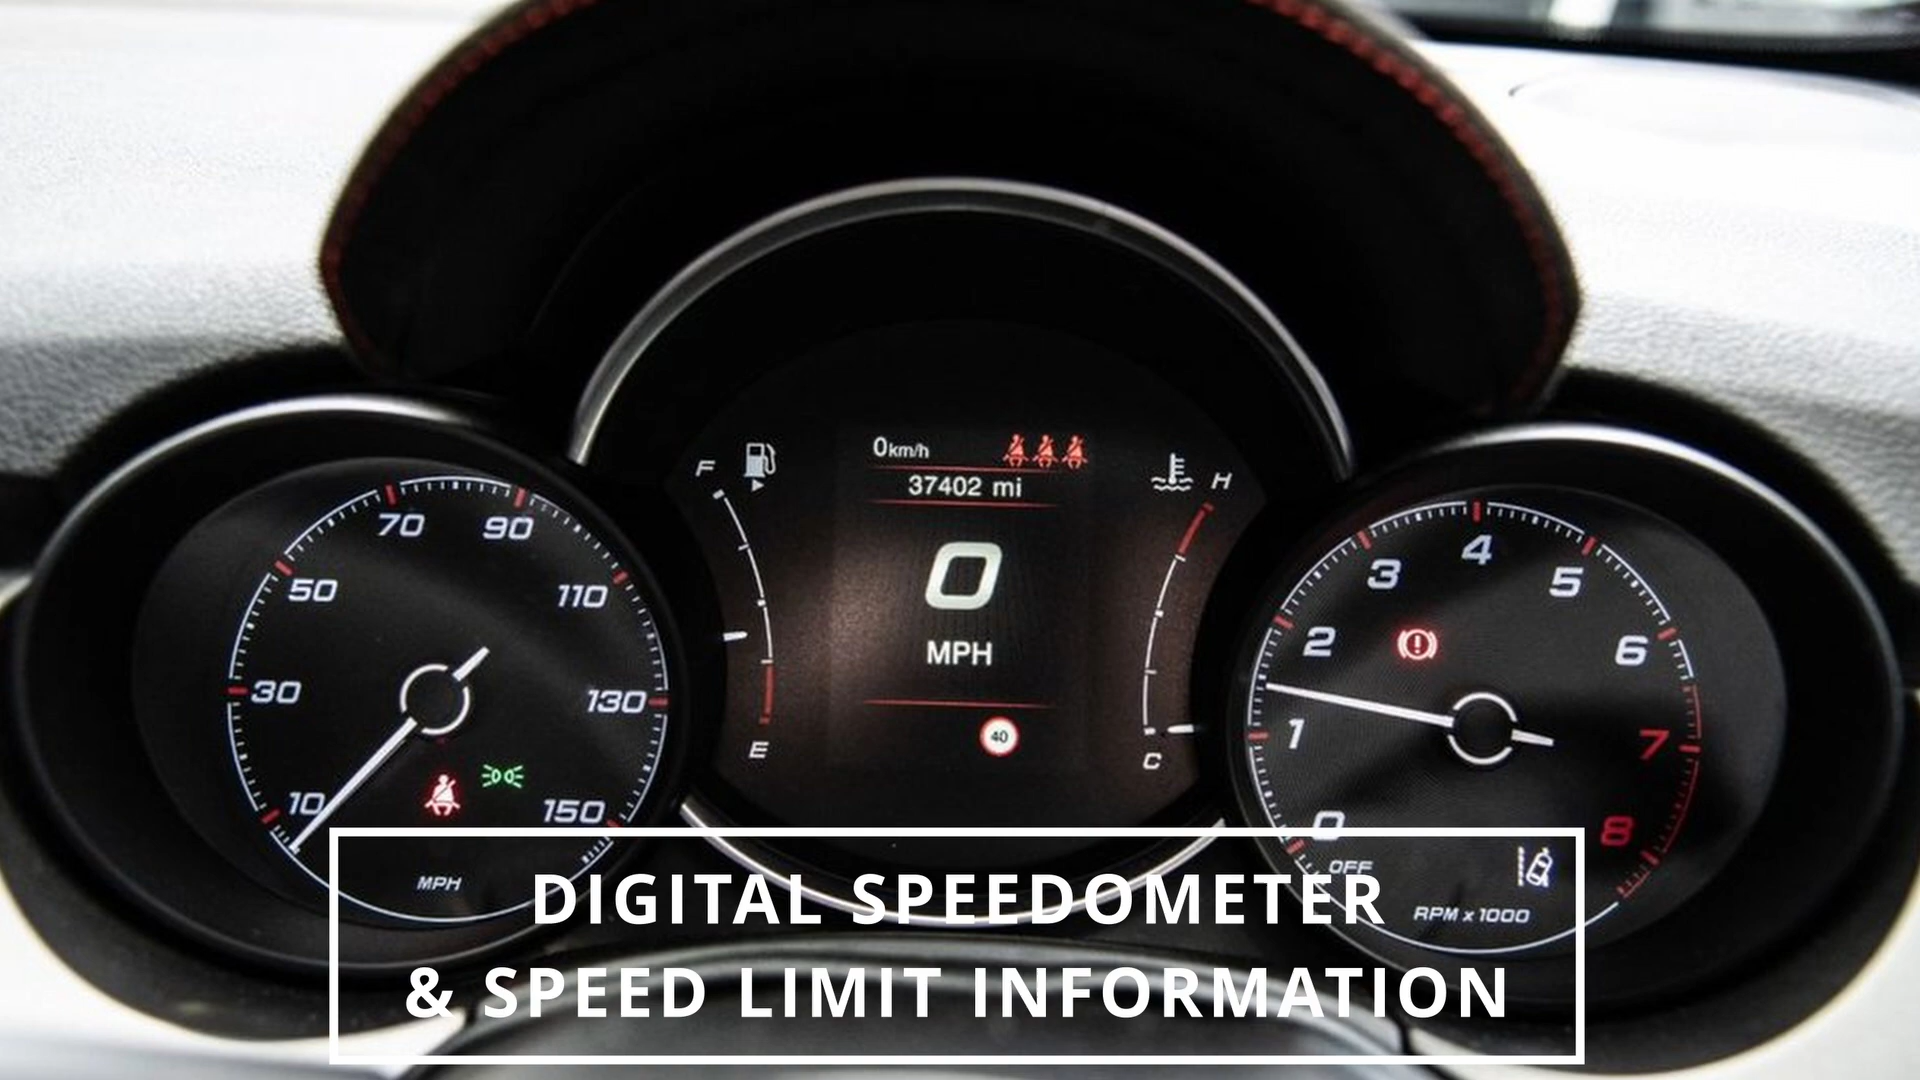 0km/h
37402 mi
F
H
0
MPH
40
E
C
10
30
50
70
90
110
130
150
MPH
0
1
2
3
4
5
6
7
8
OFF
RPM x 1000
DIGITAL SPEEDOMETER
& SPEED LIMIT INFORMATION